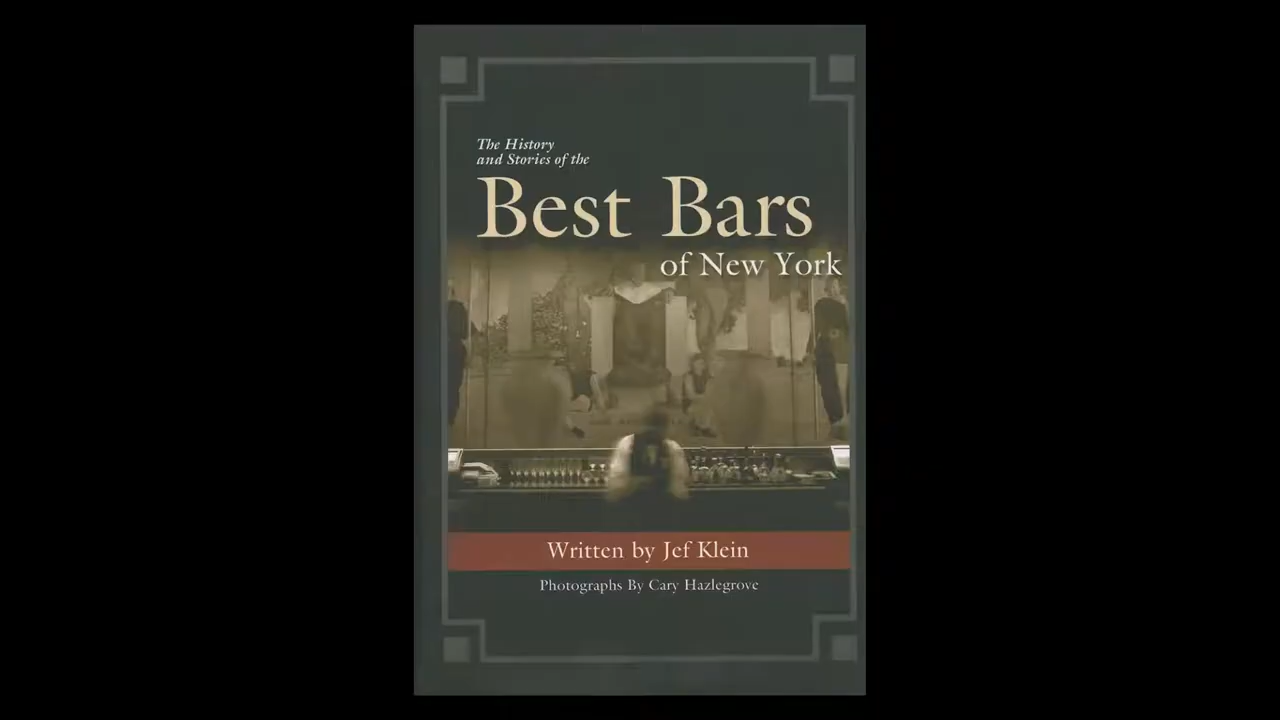 The History
and Stories of the
Best Bars
of New York
Written by Jef Klein
Photographs By Cary Hazlegrove